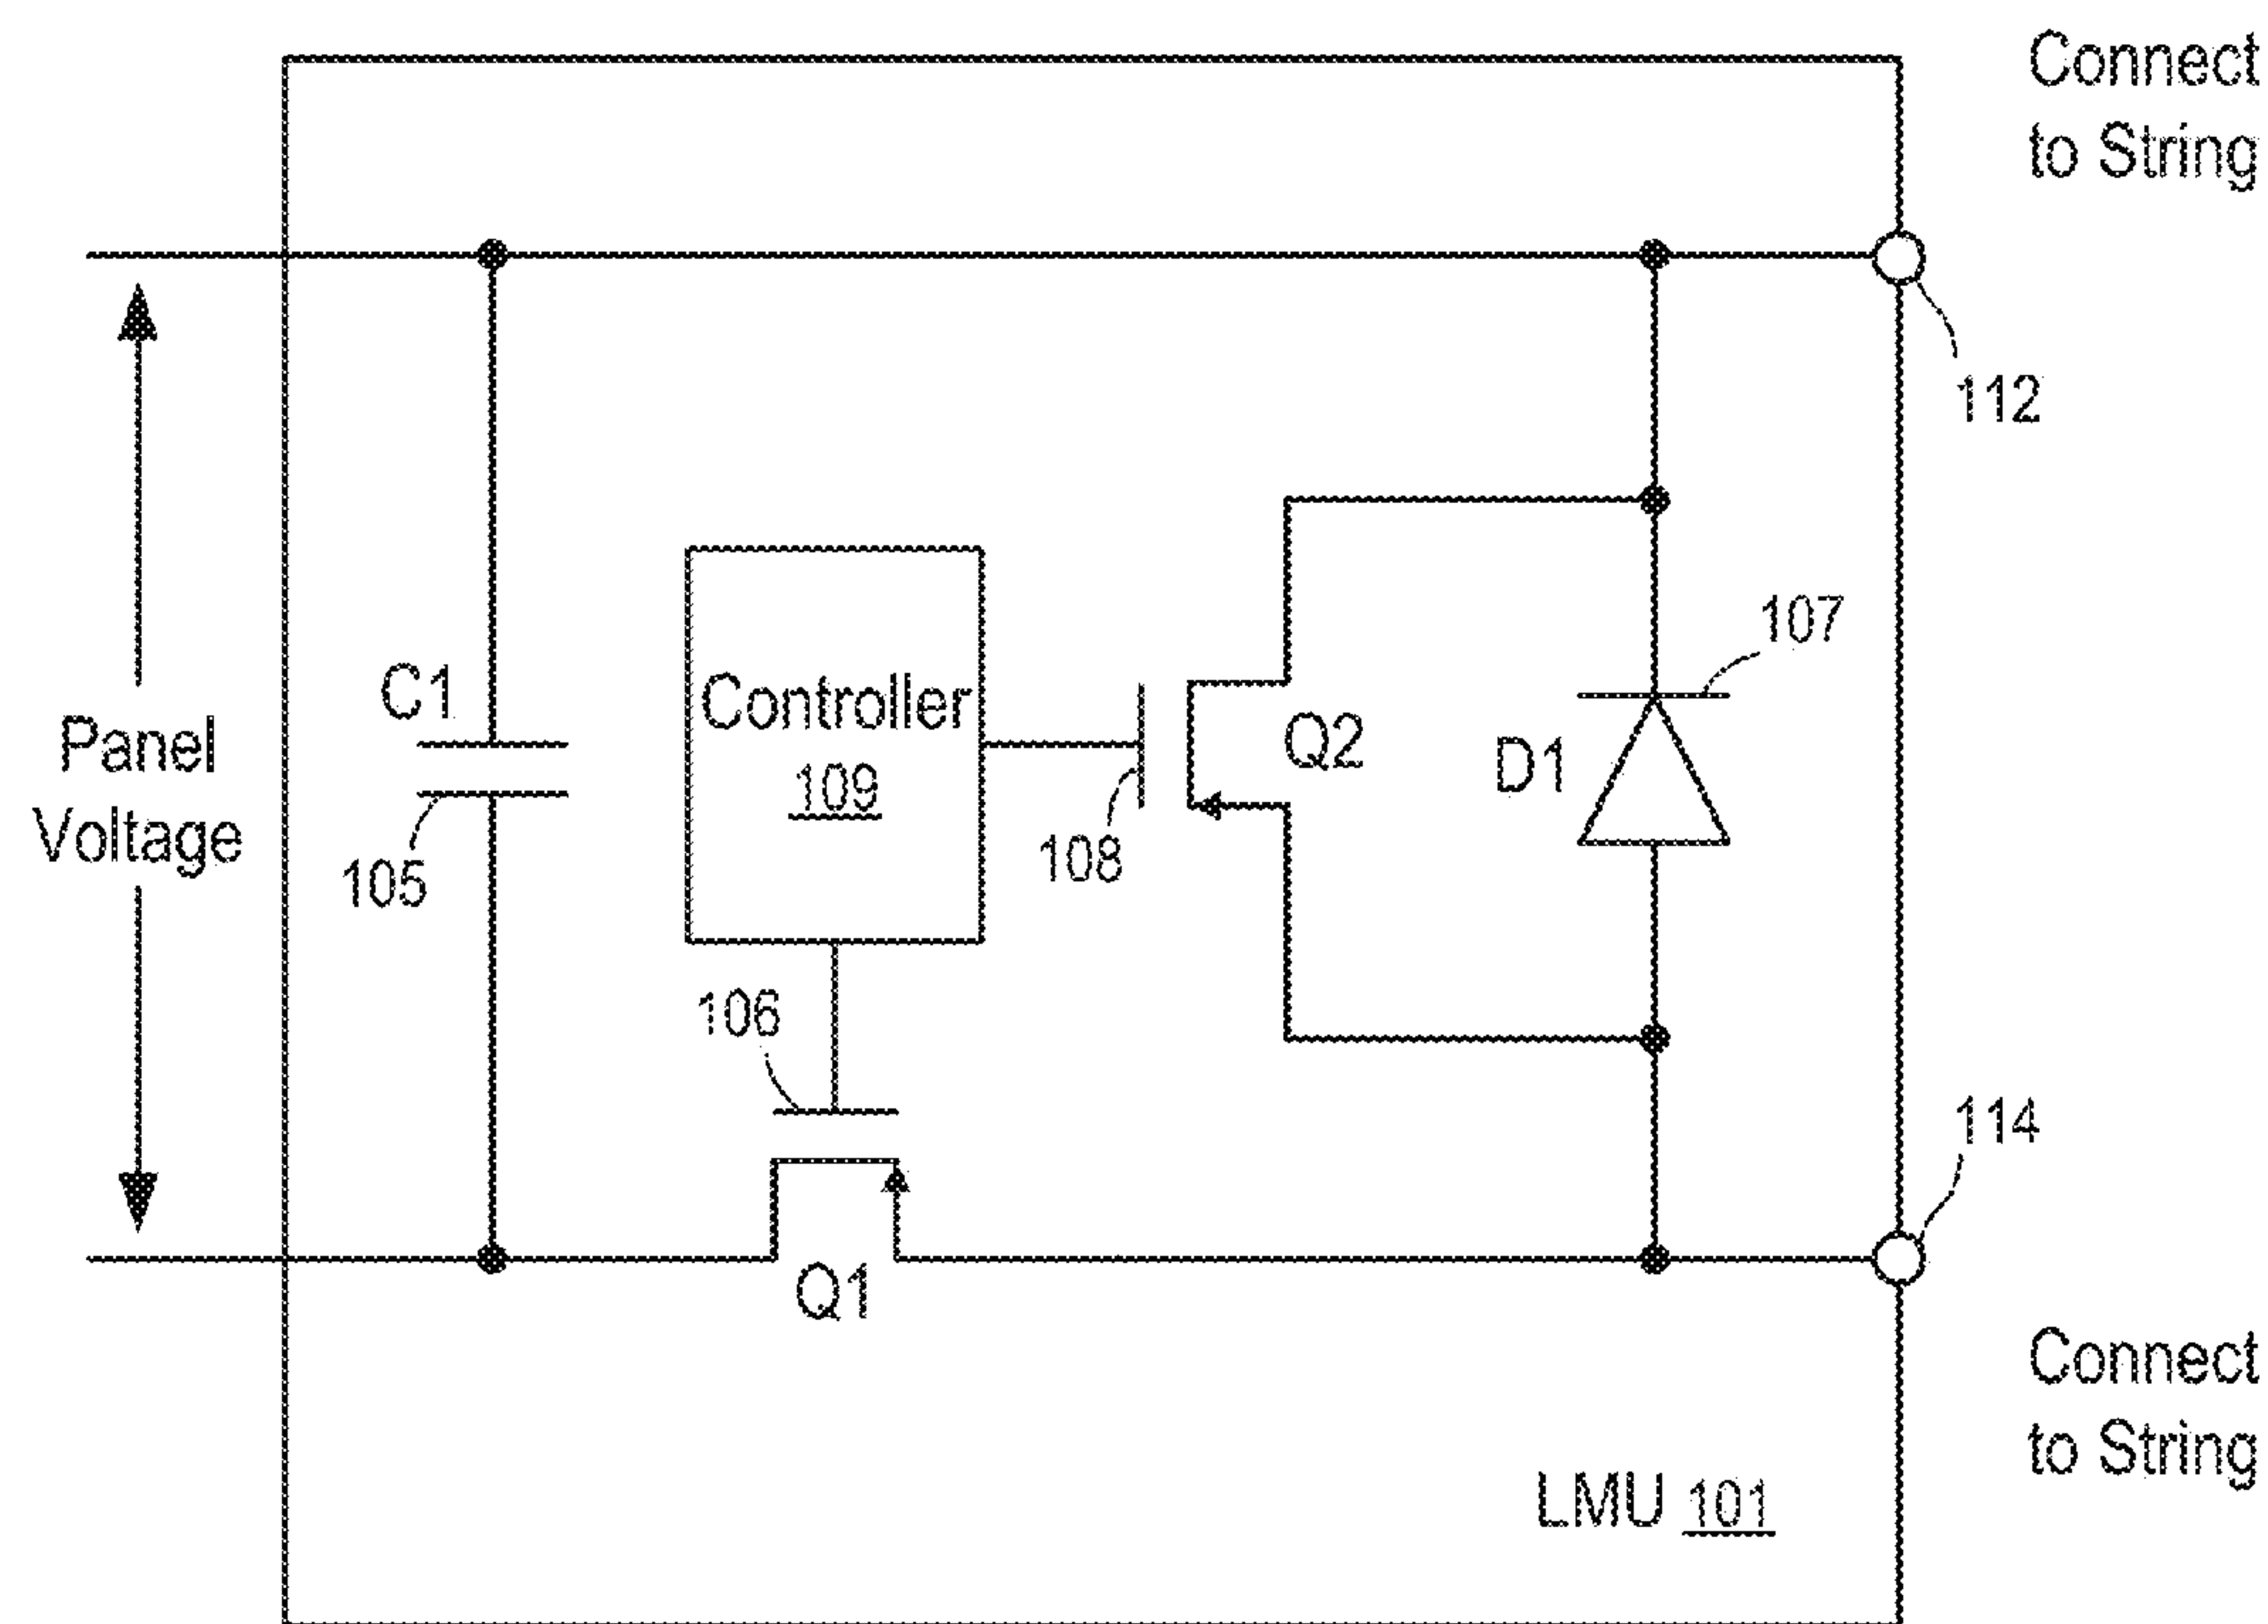 Connect
to String
112
107
C1
Controller
109
Q2
D1
Panel
Voltage
105
108
106
114
Q1
Connect
to String
LMU 101